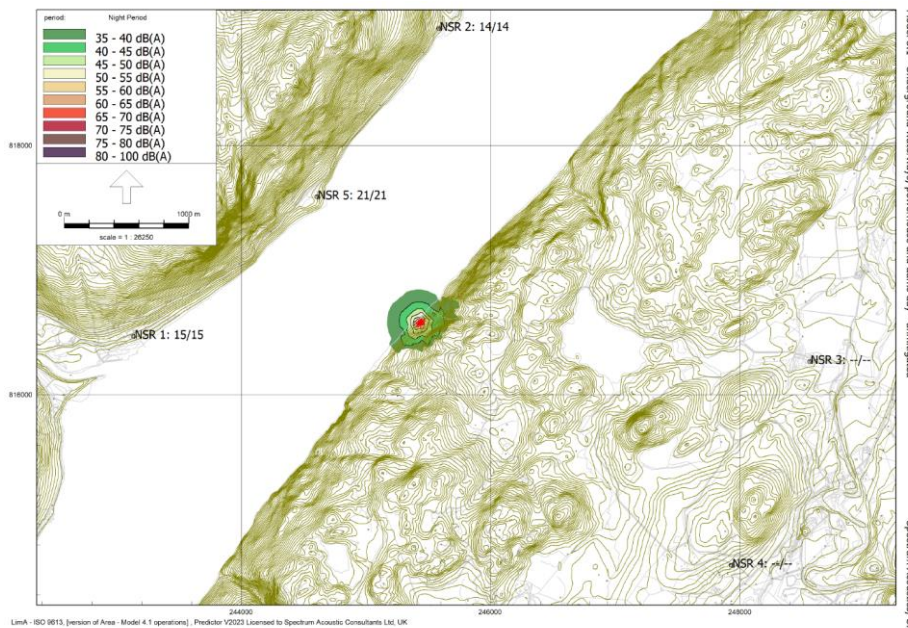 period: Night Period
35 - 40 dB(A)
40 - 45 dB(A)
45 - 50 dB(A)
50 - 55 dB(A)
55 - 60 dB(A)
60 - 65 dB(A)
65 - 70 dB(A)
70 - 75 dB(A)
75 - 80 dB(A)
80 - 100 dB(A)
0 m 1000 m
scale = 1 : 26250
NSR 2: 14/14
818000
NSR 5: 21/21
NSR 1: 15/15
NSR 3: --/--
816000
NSR 4: --/--
244000 246000 248000
LimA - ISO 9613, [version of Area - Model 4.1 operations] , Predictor V2023 Licensed to Spectrum Acoustic Consultants Ltd, UK